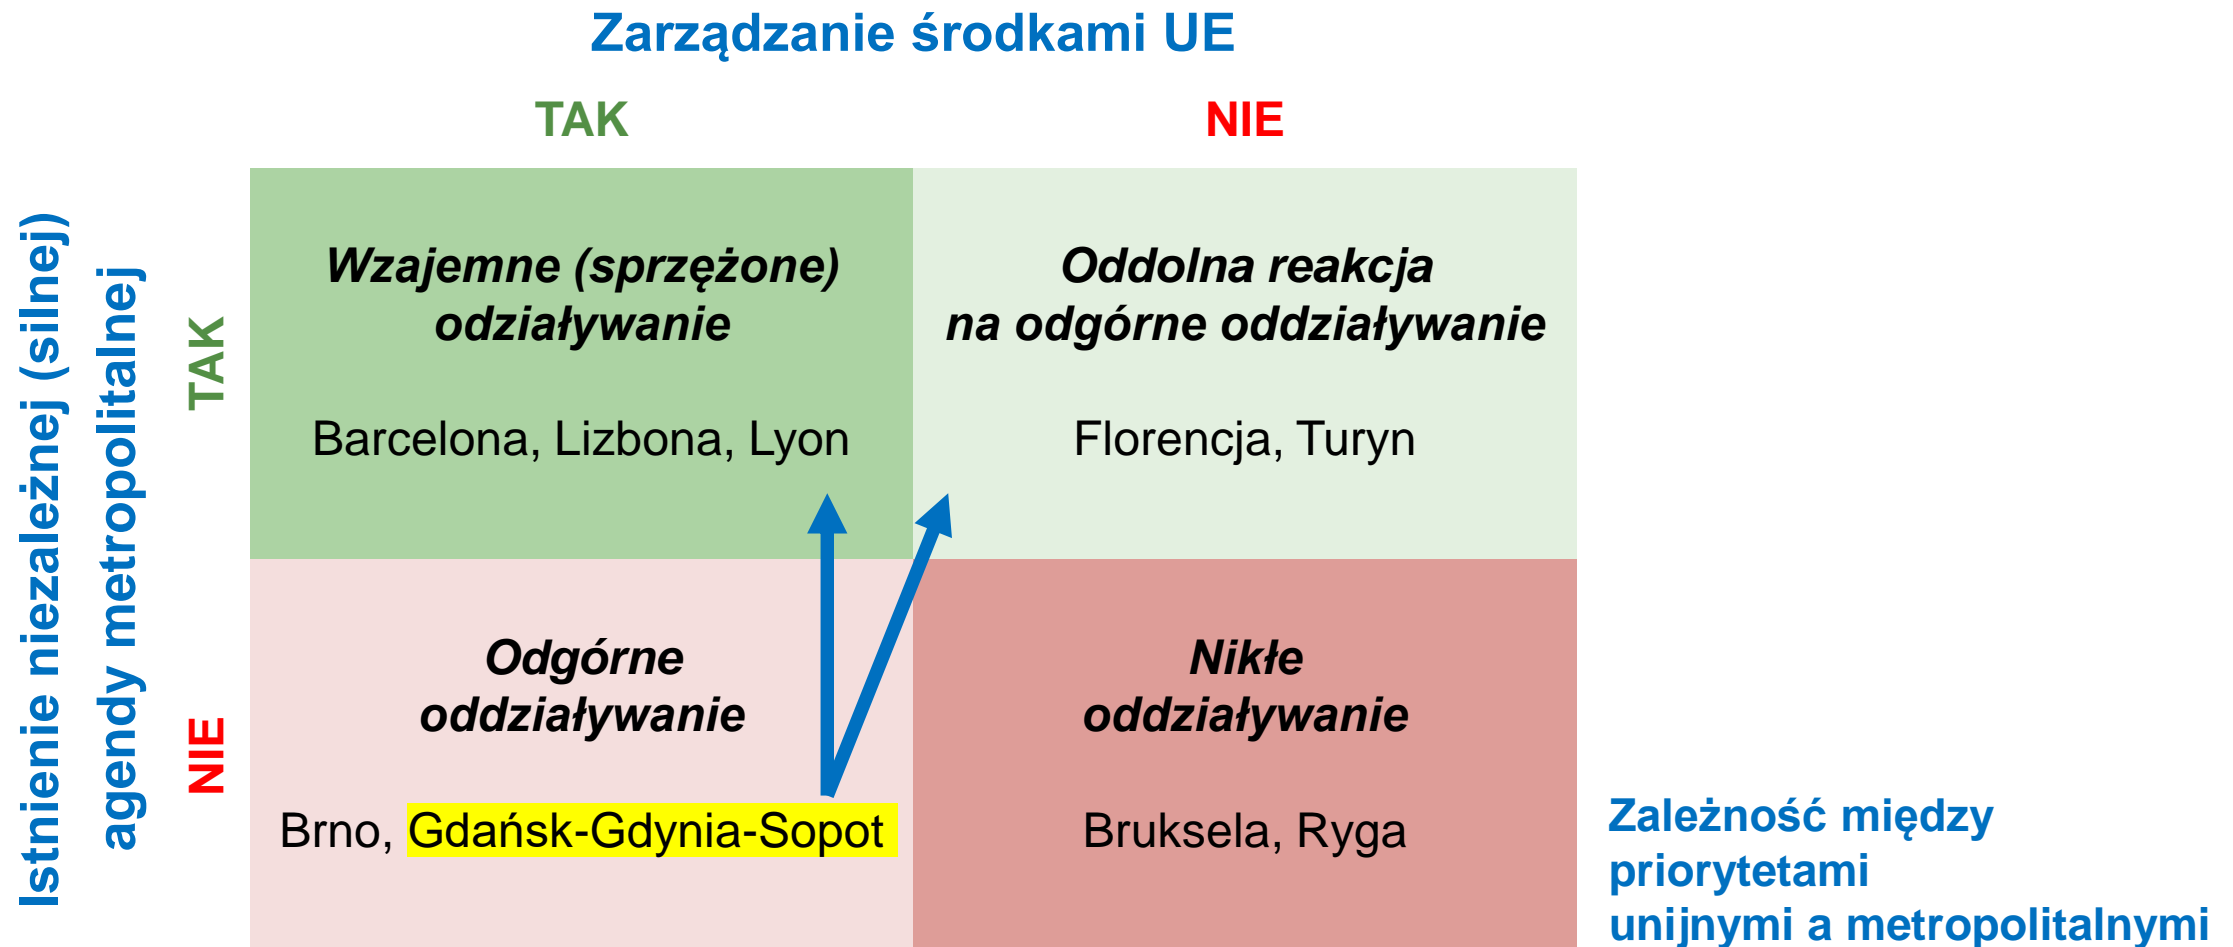 Zarządzanie środkami UE
TAK
NIE
Istnienie niezależnej (silnej)
agendy metropolitalnej
TAK
NIE
Wzajemne (sprzężone)
odziaływanie
Barcelona, Lizbona, Lyon
Oddolna reakcja
na odgórne oddziaływanie
Florencja, Turyn
Odgórne
oddziaływanie
Brno, Gdańsk-Gdynia-Sopot
Nikłe
oddziaływanie
Bruksela, Ryga
Zależność między
priorytetami
unijnymi a metropolitalnymi